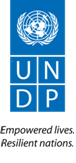 U N
D P
Empowered lives.
Resilient nations.